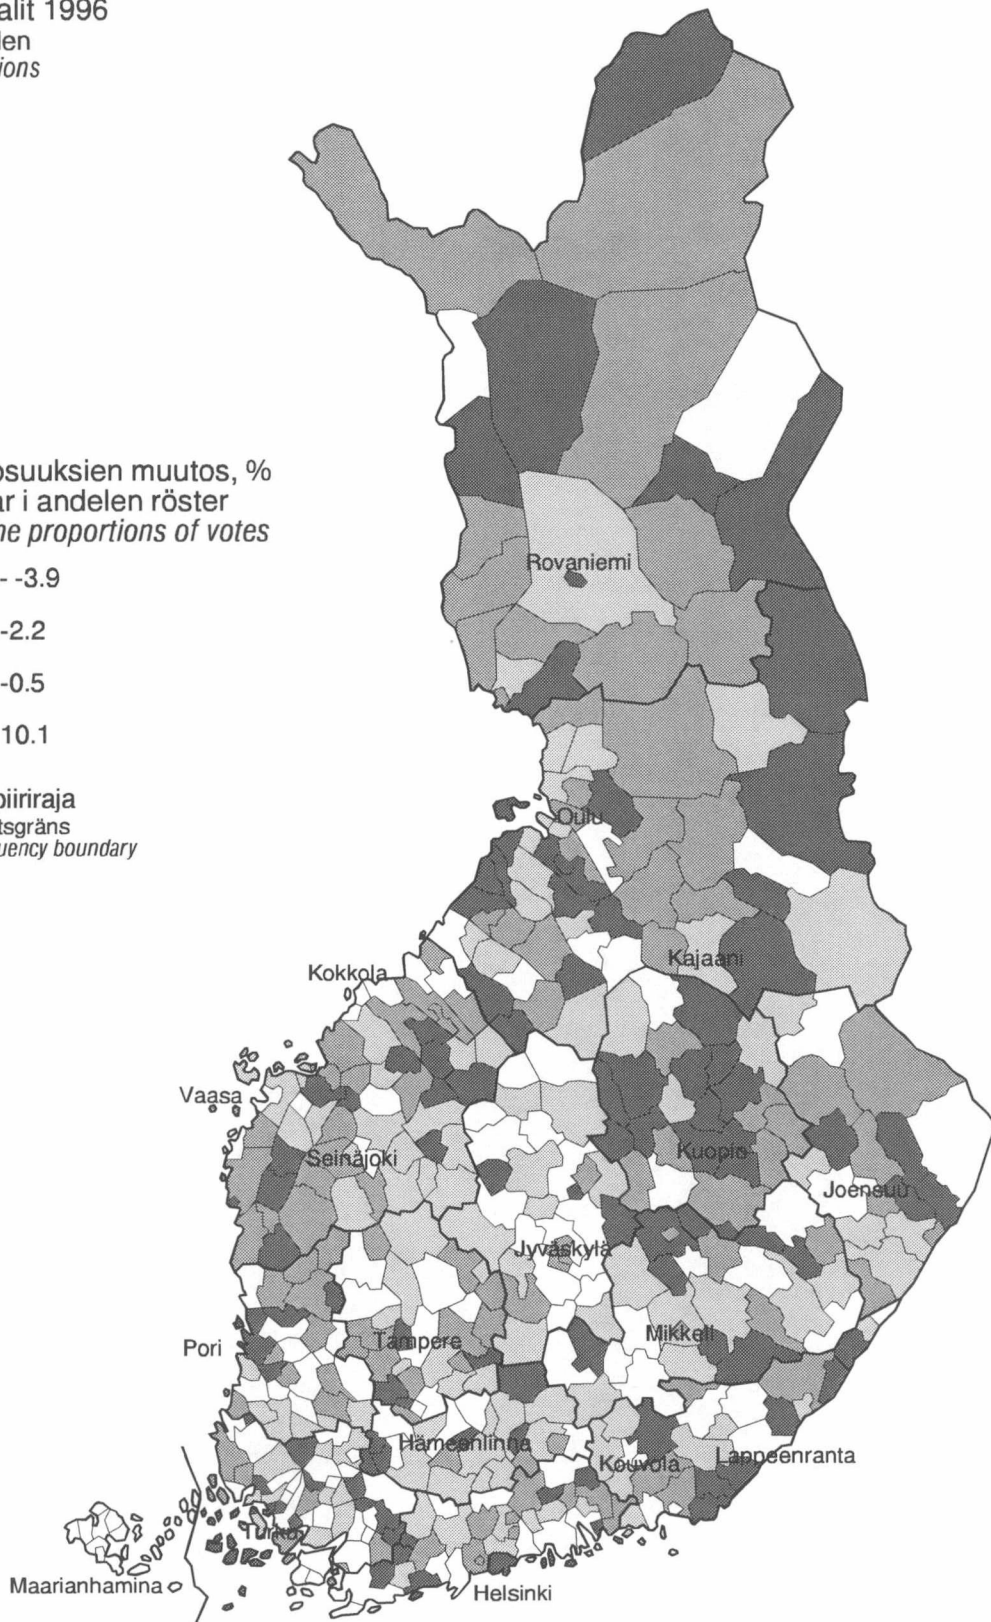 alit 1996
len
ions
osuuksien muutos, %
ar i andelen röster
he proportions of votes
- -3.9
-2.2
-0.5
10.1
piiriraja
tsgräns
uency boundary
Rovaniemi
Oulu
Kajaani
Kokkola
Vaasa
Seinäjoki
Kuopio
Joensuu
Jyväskylä
Mikkeli
Tampere
Pori
Hämeenlinna
Kouvola
Lappeenranta
Turku
Maarianhamina
Helsinki